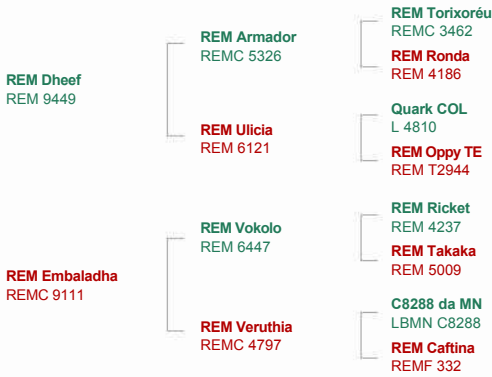 REM Dheef
REM 9449
REM Embaladha
REMC 9111
REM Armador
REMC 5326
REM Ulicia
REM 6121
REM Vokolo
REM 6447
REM Veruthia
REMC 4797
REM Torixoréu
REMC 3462
REM Ronda
REM 4186
Quark COL
L 4810
REM Oppy TE
REM T2944
REM Ricket
REM 4237
REM Takaka
REM 5009
C8288 da MN
LBMN C8288
REM Caftina
REMF 332